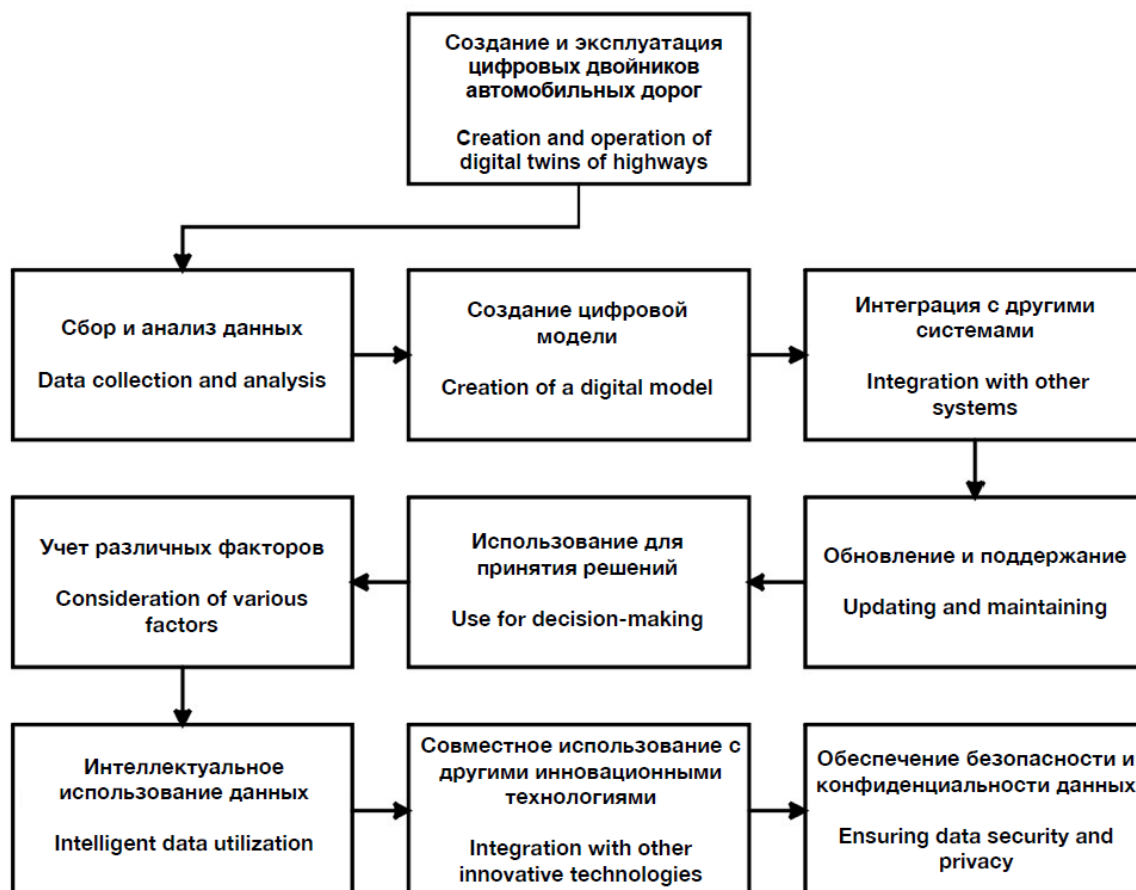 Создание и эксплуатация
цифровых двойников
автомобильных дорог
Creation and operation of
digital twins of highways
Сбор и анализ данных
Data collection and analysis
Создание цифровой
модели
Creation of a digital model
Интеграция с другими
системами
Integration with other
systems
Обновление и поддержание
Updating and maintaining
Использование для
принятия решений
Use for decision-making
Учет различных факторов
Consideration of various
factors
Интеллектуальное
использование данных
Intelligent data utilization
Совместное использование с
другими инновационными
технологиями
Integration with other
innovative technologies
Обеспечение безопасности и
конфиденциальности данных
Ensuring data security and
privacy